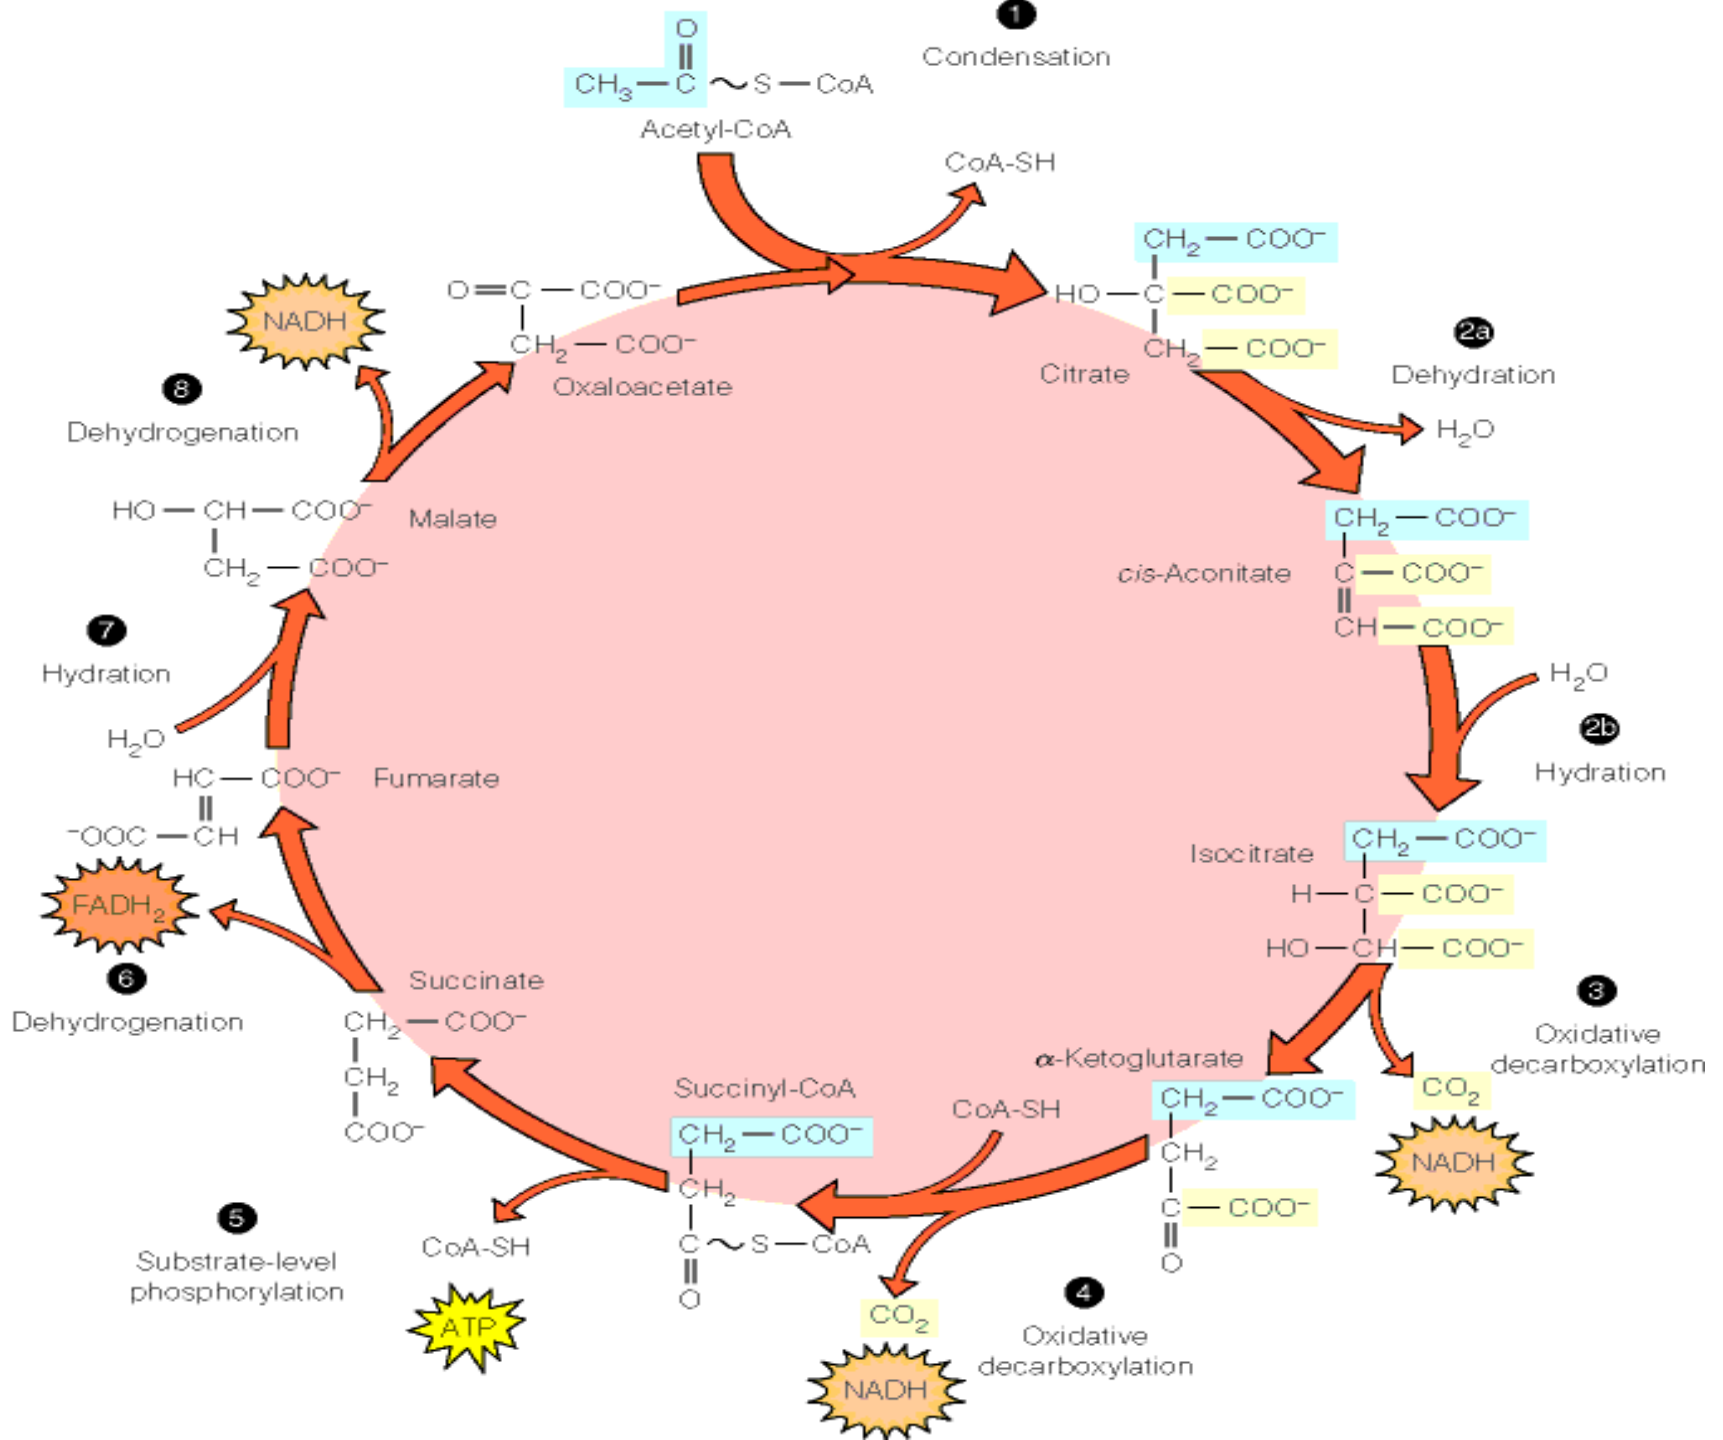 1
Condensation
O
CH3—C~S—CoA
Acetyl-CoA
CoA-SH
CH2—COO⁻
HO—C—COO⁻
CH2—COO⁻
Citrate
2a
Dehydration
H2O
CH2—COO⁻
C—COO⁻
CH—COO⁻
cis-Aconitate
H2O
2b
Hydration
Isocitrate
CH2—COO⁻
H—C—COO⁻
HO—CH—COO⁻
3
Oxidative
decarboxylation
CO2
NADH
α-Ketoglutarate
CH2—COO⁻
CH2
C—COO⁻
O
CoA-SH
4
Oxidative
decarboxylation
CO2
NADH
Succinyl-CoA
CH2—COO⁻
CH2
C~S—CoA
O
5
Substrate-level
phosphorylation
CoA-SH
ATP
Succinate
CH2—COO⁻
CH2
COO⁻
6
Dehydrogenation
FADH2
HC—COO⁻
⁻OOC—CH
Fumarate
H2O
7
Hydration
HO—CH—COO⁻
CH2—COO⁻
Malate
8
Dehydrogenation
NADH
O=C—COO⁻
CH2—COO⁻
Oxaloacetate